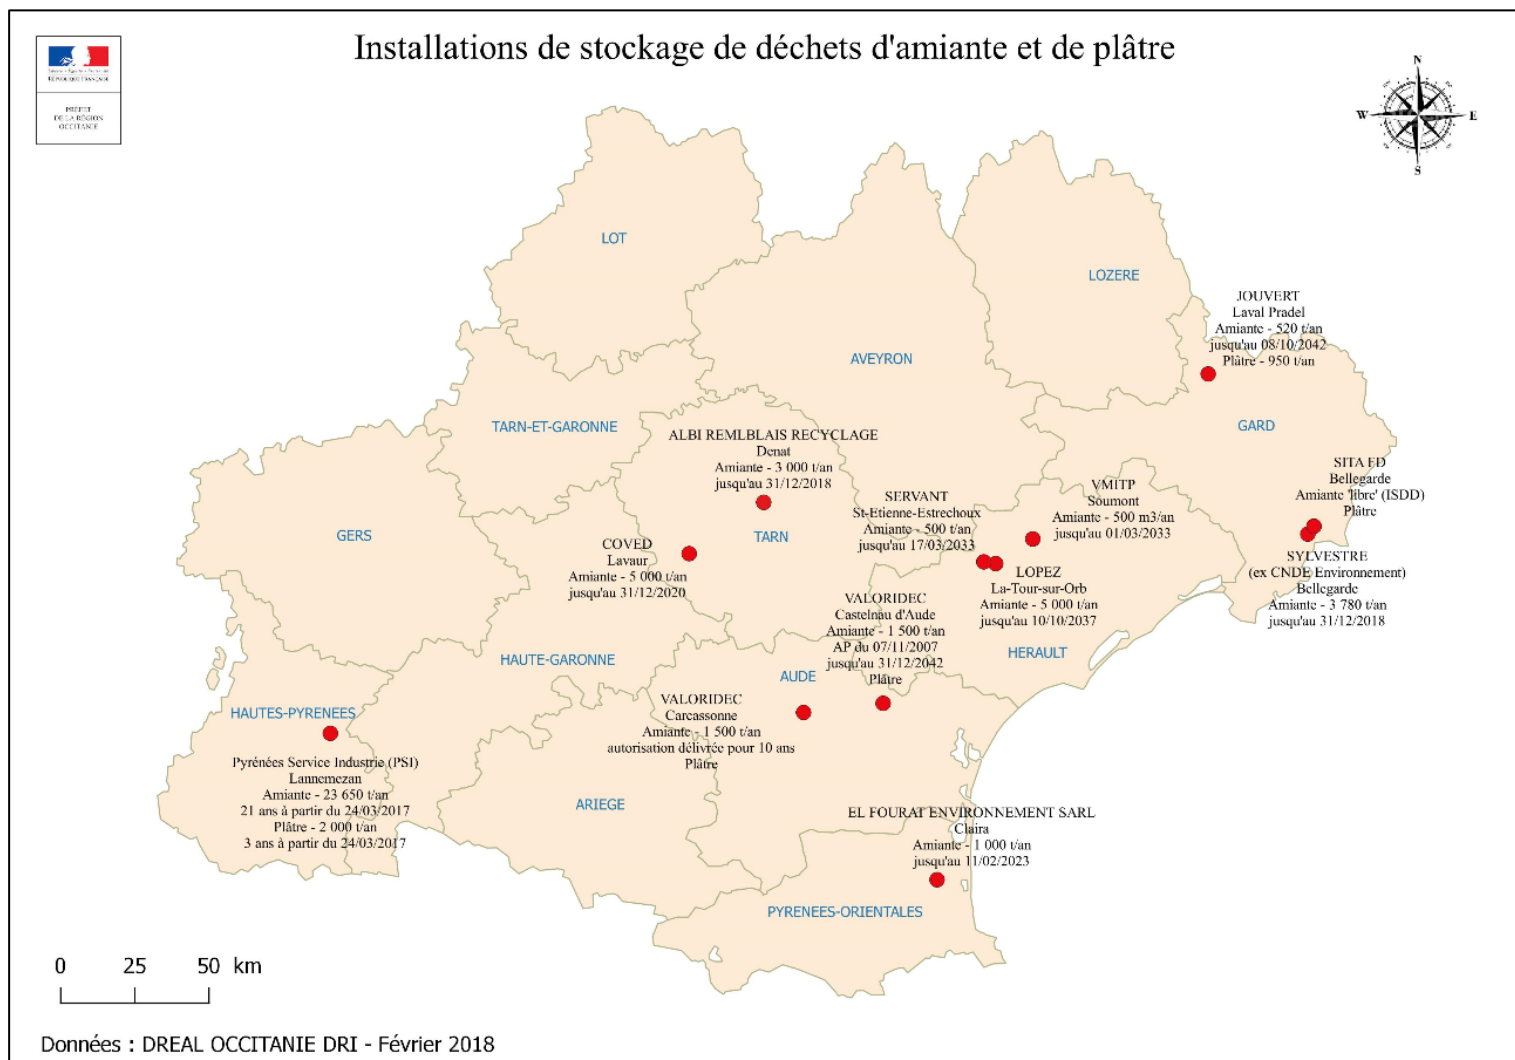 Installations de stockage de déchets d'amiante et de plâtre
RÉPUBLIQUE FRANÇAISE
PRÉFET
DE LA RÉGION
OCCITANIE
N
W
E
S
LOT
LOZERE
JOUVERT
Laval Pradel
Amiante - 520 t/an
jusqu'au 08/10/2042
Plâtre - 950 t/an
AVEYRON
TARN-ET-GARONNE
GARD
ALBI REMLBLAIS RECYCLAGE
Denat
Amiante - 3 000 t/an
jusqu'au 31/12/2018
SITA FD
Bellegarde
Amiante 'libre' (ISDD)
Plâtre
VMITP
Soumont
Amiante - 500 m3/an
jusqu'au 01/03/2033
SERVANT
St-Etienne-Estrechoux
Amiante - 500 t/an
jusqu'au 17/03/2033
GERS
TARN
COVED
Lavaur
Amiante - 5 000 t/an
jusqu'au 31/12/2020
SYLVESTRE
(ex CNDE Environnement)
Bellegarde
Amiante - 3 780 t/an
jusqu'au 31/12/2018
LOPEZ
La-Tour-sur-Orb
Amiante - 5 000 t/an
jusqu'au 10/10/2037
VALORIDEC
Castelnau d'Aude
Amiante - 1 500 t/an
AP du 07/11/2007
jusqu'au 31/12/2042
Plâtre
HAUTE-GARONNE
HERAULT
AUDE
VALORIDEC
Carcassonne
Amiante - 1 500 t/an
autorisation délivrée pour 10 ans
Plâtre
HAUTES-PYRENEES
Pyrénées Service Industrie (PSI)
Lannemezan
Amiante - 23 650 t/an
21 ans à partir du 24/03/2017
Plâtre - 2 000 t/an
3 ans à partir du 24/03/2017
ARIEGE
EL FOURAT ENVIRONNEMENT SARL
Claira
Amiante - 1 000 t/an
jusqu'au 11/02/2023
PYRENEES-ORIENTALES
0 25 50 km
Données : DREAL OCCITANIE DRI - Février 2018